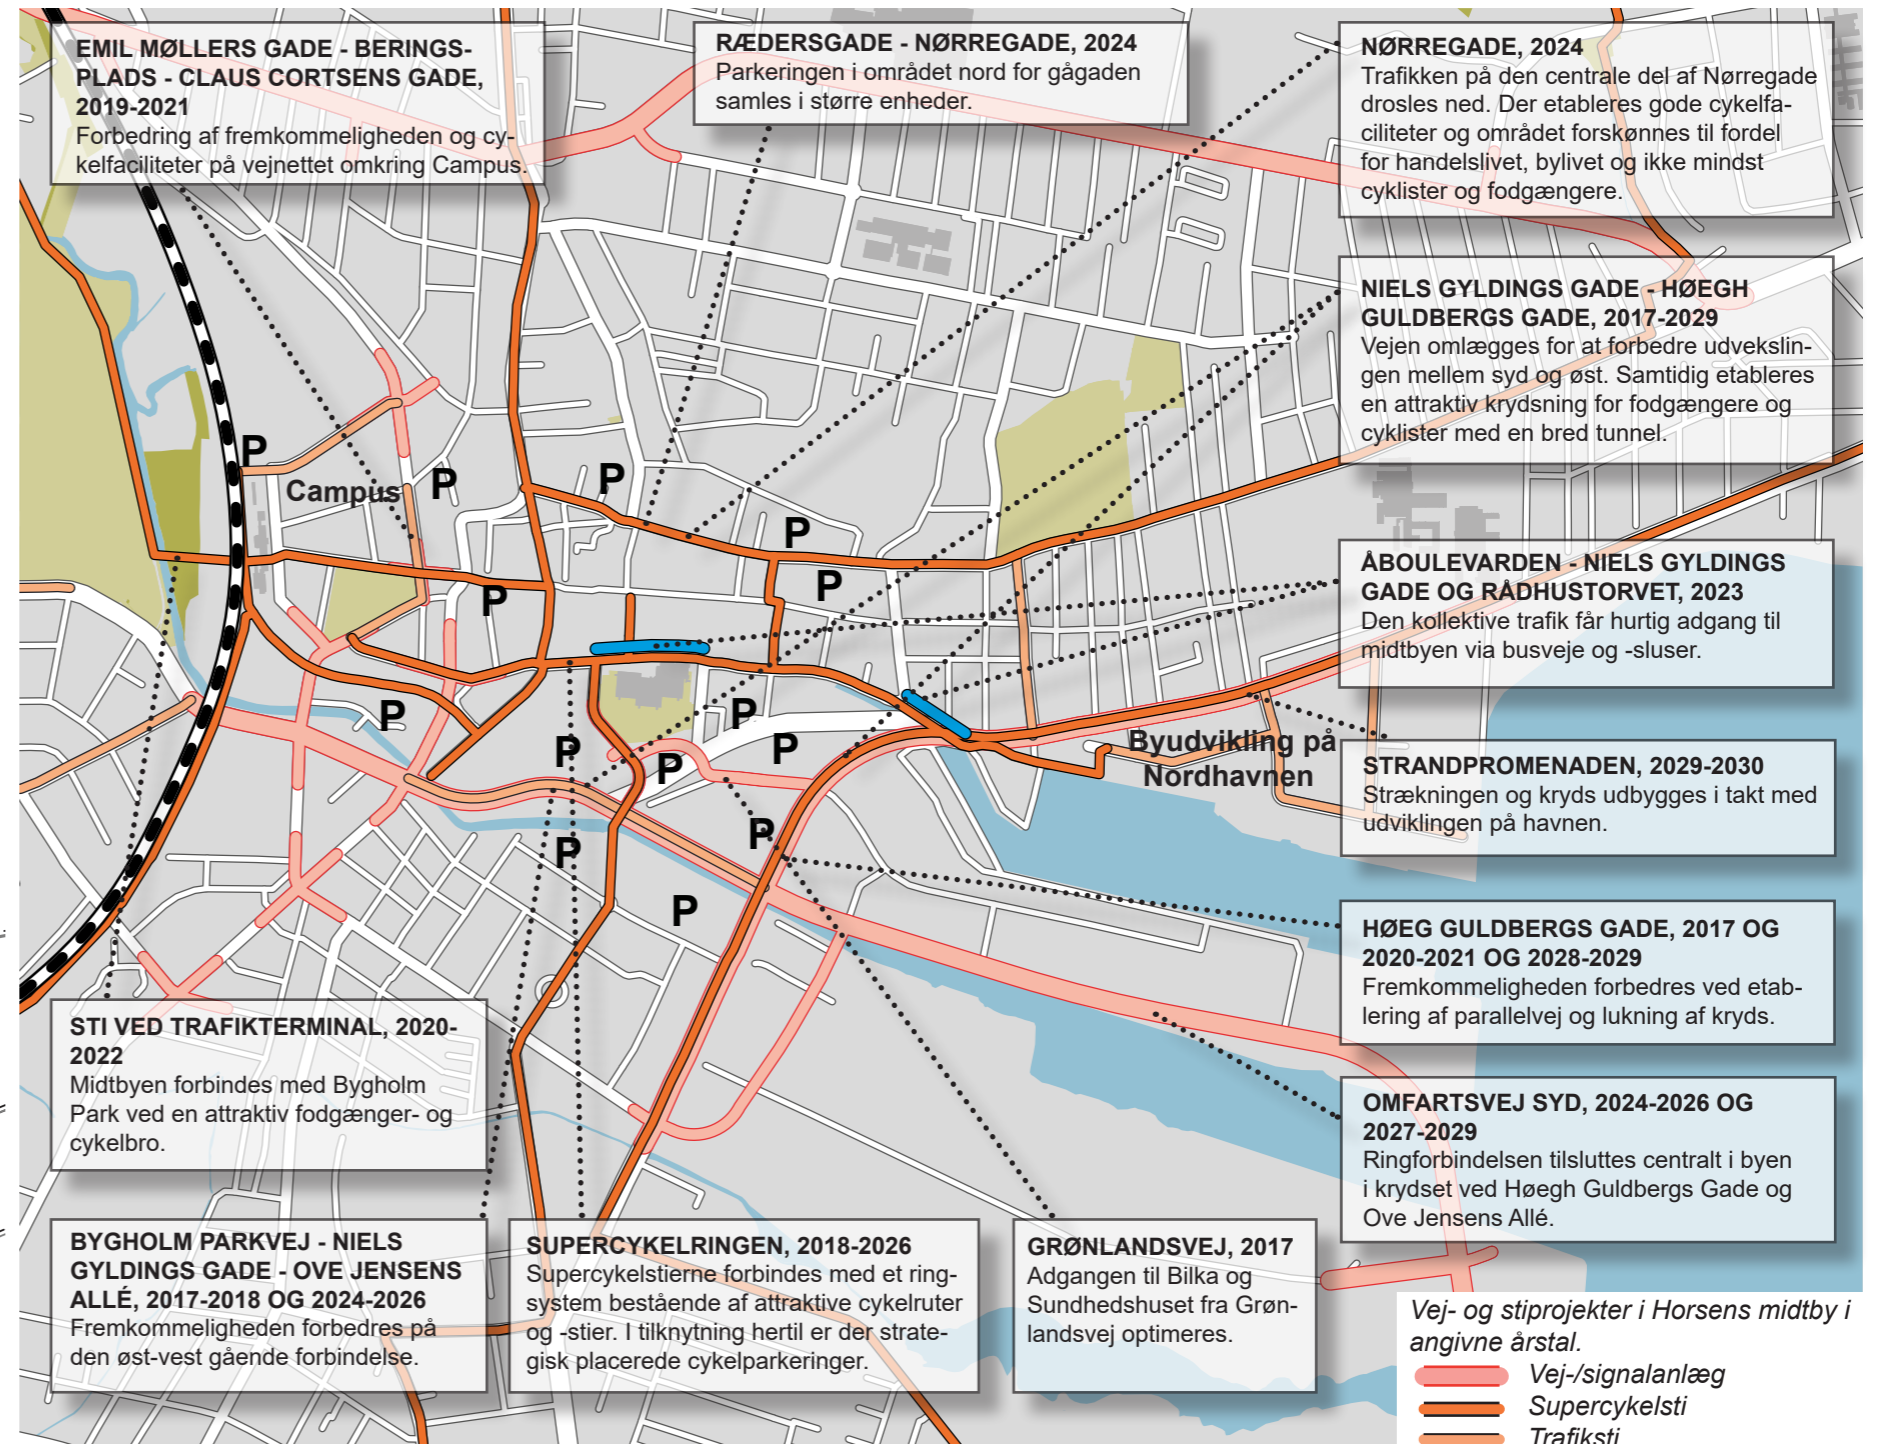 EMIL MØLLERS GADE - BERINGS-
PLADS - CLAUS CORTSENS GADE,
2019-2021
Forbedring af fremkommeligheden og cy-
kelfaciliteter på vejnettet omkring Campus.
RÆDERSGADE - NØRREGADE, 2024
Parkeringen i området nord for gågaden
samles i større enheder.
NØRREGADE, 2024
Trafikken på den centrale del af Nørregade
drosles ned. Der etableres gode cykelfa-
ciliteter og området forskønnes til fordel
for handelslivet, bylivet og ikke mindst
cyklister og fodgængere.
NIELS GYLDINGS GADE - HØEGH
GULDBERGS GADE, 2017-2029
Vejen omlægges for at forbedre udvekslin-
gen mellem syd og øst. Samtidig etableres
en attraktiv krydsning for fodgængere og
cyklister med en bred tunnel.
P
P
P
Campus
P
P
P
ÅBOULEVARDEN - NIELS GYLDINGS
GADE OG RÅDHUSTORVET, 2023
Den kollektive trafik får hurtig adgang til
midtbyen via busveje og -sluser.
P
P
P
P
P
Byudvikling på
Nordhavnen
STRANDPROMENADEN, 2029-2030
Strækningen og kryds udbygges i takt med
udviklingen på havnen.
P
P
P
HØEG GULDBERGS GADE, 2017 OG
2020-2021 OG 2028-2029
Fremkommeligheden forbedres ved etab-
lering af parallelvej og lukning af kryds.
STI VED TRAFIKTERMINAL, 2020-
2022
Midtbyen forbindes med Bygholm
Park ved en attraktiv fodgænger- og
cykelbro.
OMFARTSVEJ SYD, 2024-2026 OG
2027-2029
Ringforbindelsen tilsluttes centralt i byen
i krydset ved Høegh Guldbergs Gade og
Ove Jensens Allé.
BYGHOLM PARKVEJ - NIELS
GYLDINGS GADE - OVE JENSENS
ALLÉ, 2017-2018 OG 2024-2026
Fremkommeligheden forbedres på
den øst-vest gående forbindelse.
SUPERCYKELRINGEN, 2018-2026
Supercykelstierne forbindes med et ring-
system bestående af attraktive cykelruter
og -stier. I tilknytning hertil er der strate-
gisk placerede cykelparkeringer.
GRØNLANDSVEJ, 2017
Adgangen til Bilka og
Sundhedshuset fra Grøn-
landsvej optimeres.
Vej- og stiprojekter i Horsens midtby i
angivne årstal.
Vej-/signalanlæg
Supercykelsti
Trafiksti